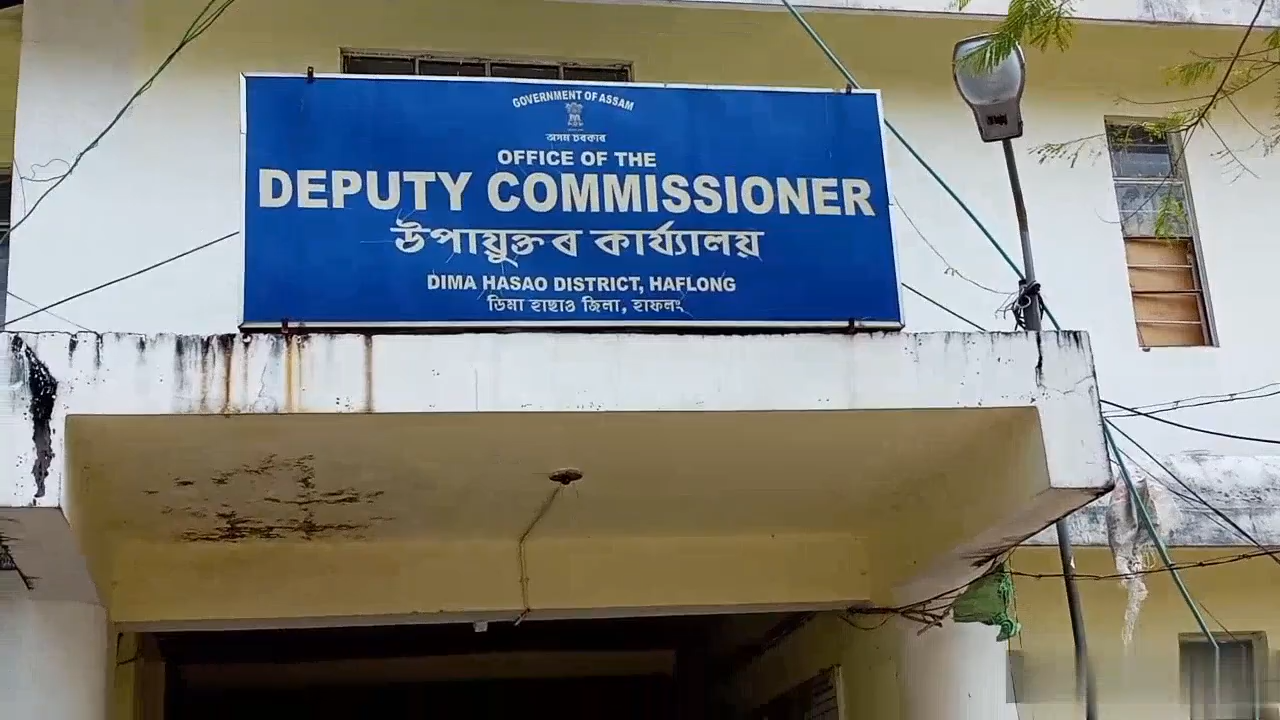 GOVERNMENT OF ASSAM
অসম চৰকাৰ
OFFICE OF THE
DEPUTY COMMISSIONER
উপায়ুক্তৰ কাৰ্য্যালয়
DIMA HASAO DISTRICT, HAFLONG
ডিমা হাছাও জিলা, হাফলং